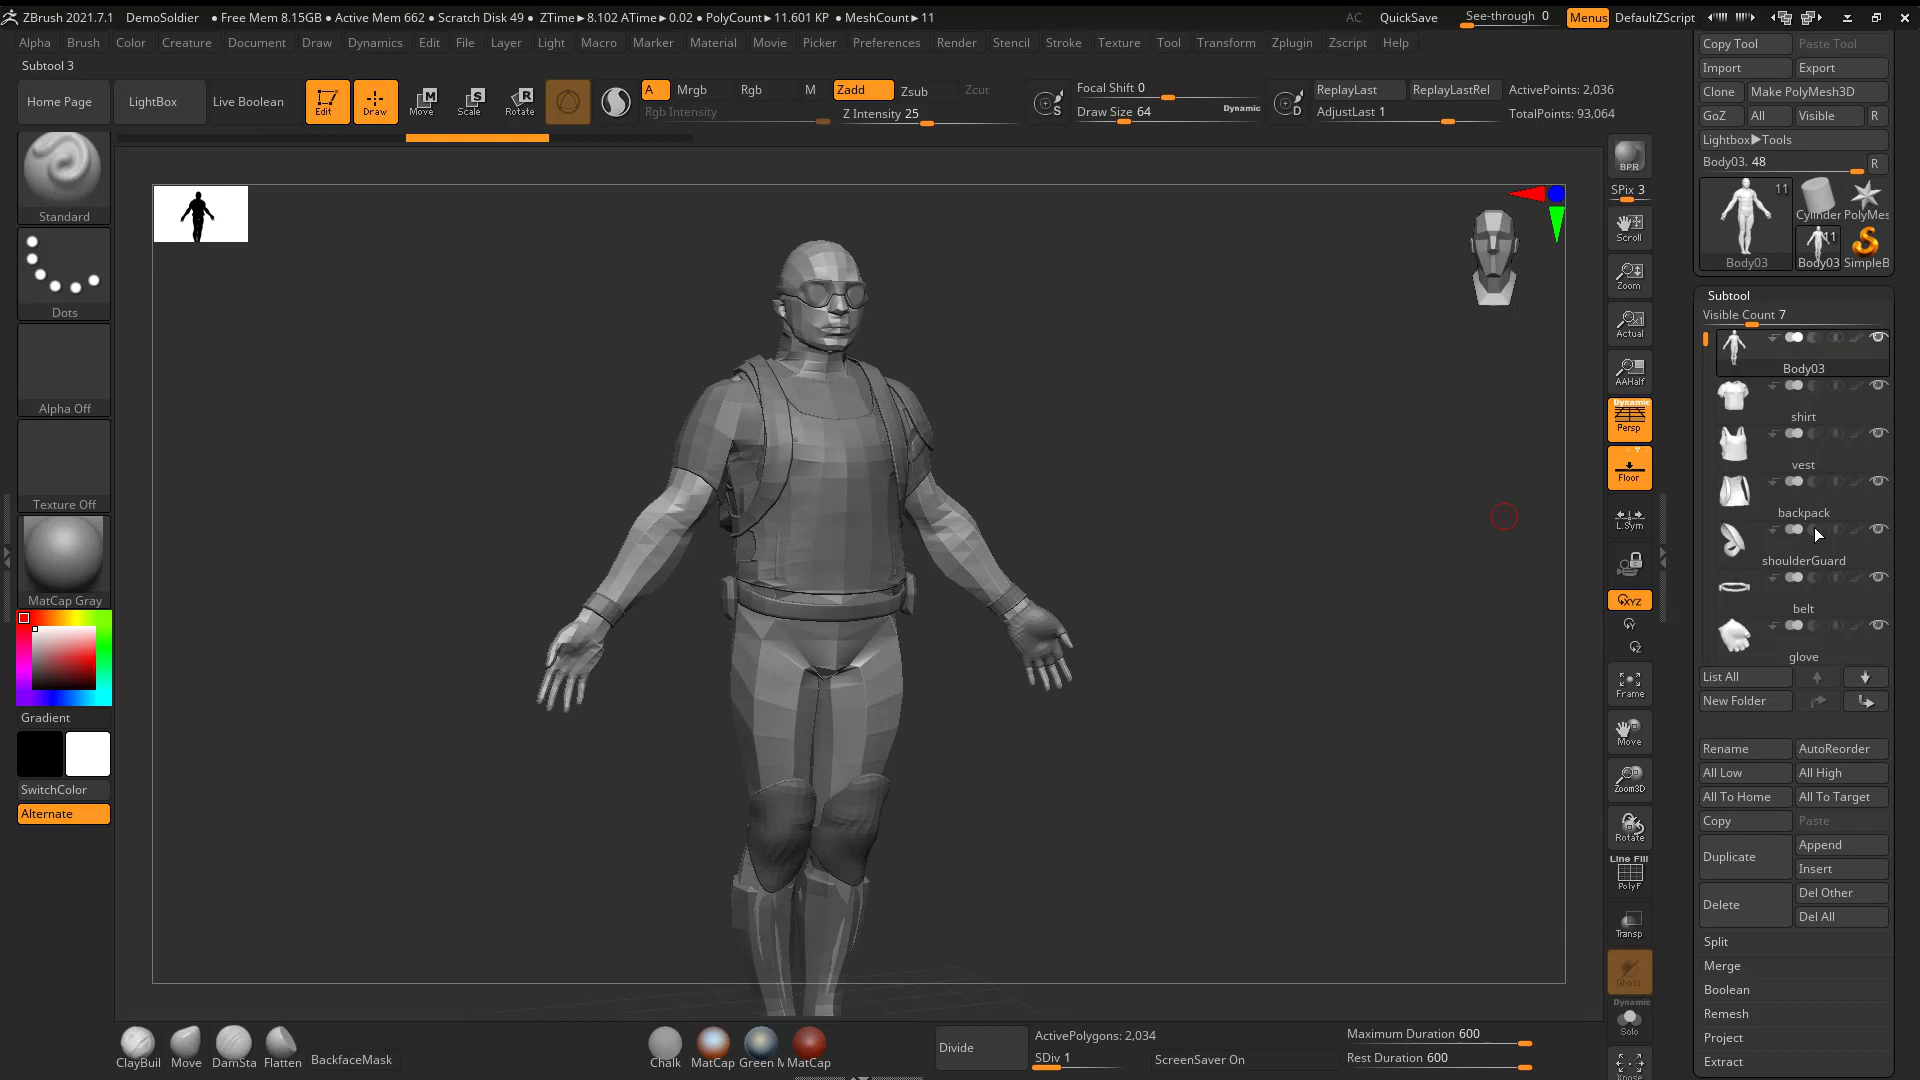 ZBrush 2021.7.1 DemoSoldier • Free Mem 8.15GB • Active Mem 662 • Scratch Disk 49 • ZTime▶8.102 ATime▶0.02 • PolyCount▶11.601 KP • MeshCount▶11 AC QuickSave See-through 0 Menus DefaultZScript
Alpha Brush Color Creature Document Draw Dynamics Edit File Layer Light Macro Marker Material Movie Picker Preferences Render Stencil Stroke Texture Tool Transform Zplugin Zscript Help
Subtool 3
Home Page LightBox Live Boolean Edit Draw Move Scale Rotate
A Mrgb Rgb M Zadd Zsub Zcut
Rgb Intensity Z Intensity 25
Focal Shift 0
Draw Size 64 Dynamic
ReplayLast ReplayLastRel
AdjustLast 1
ActivePoints: 2,036
TotalPoints: 93,064
Standard
Dots
Alpha Off
Texture Off
MatCap Gray
Gradient
SwitchColor
Alternate
BPR
SPix 3
Scroll
Zoom
Actual
AAHalf
Dynamic
Persp
Floor
L.Sym
XYZ
Frame
Move
Zoom3D
Rotate
Line Fill
PolyF
Transp
Ghost
Dynamic
Solo
Xpose
Copy Tool Paste Tool
Import Export
Clone Make PolyMesh3D
GoZ All Visible R
Lightbox▶Tools
Body03. 48 R
11
Cylinder PolyMes
11
Body03 Body03 SimpleB
Subtool
Visible Count 7
Body03
shirt
vest
backpack
shoulderGuard
belt
glove
List All
New Folder
Rename AutoReorder
All Low All High
All To Home All To Target
Copy Paste
Duplicate Append
Insert
Delete Del Other
Del All
Split
Merge
Boolean
Remesh
Project
Extract
ClayBuil Move DamSta Flatten BackfaceMask
Chalk MatCap Green M MatCap
Divide
ActivePolygons: 2,034
SDiv 1
ScreenSaver On
Maximum Duration 600
Rest Duration 600